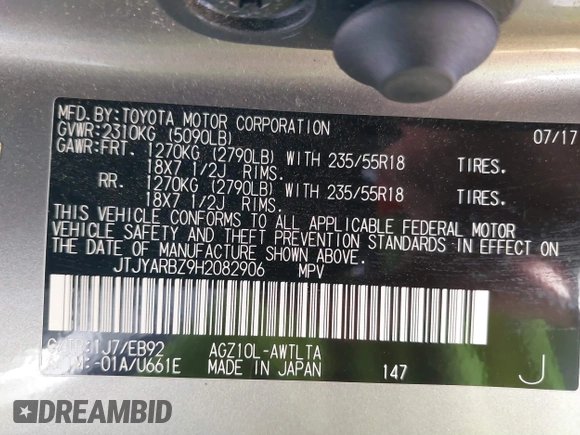 MFD.BY:TOYOTA MOTOR CORPORATION 07/17
GVWR:2310KG (5090LB)
GAWR:FRT. 1270KG (2790LB) WITH 235/55R18 TIRES.
18X7 1/2J RIMS.
RR. 1270KG (2790LB) WITH 235/55R18 TIRES.
18X7 1/2J RIMS.
THIS VEHICLE CONFORMS TO ALL APPLICABLE FEDERAL MOTOR
VEHICLE SAFETY AND THEFT PREVENTION STANDARDS IN EFFECT ON
THE DATE OF MANUFACTURE SHOWN ABOVE.
JTJYARBZ9H2082906 MPV
1J7/EB92 AGZ10L-AWTLTA
-01A/U661E MADE IN JAPAN 147 J
DREAMBID